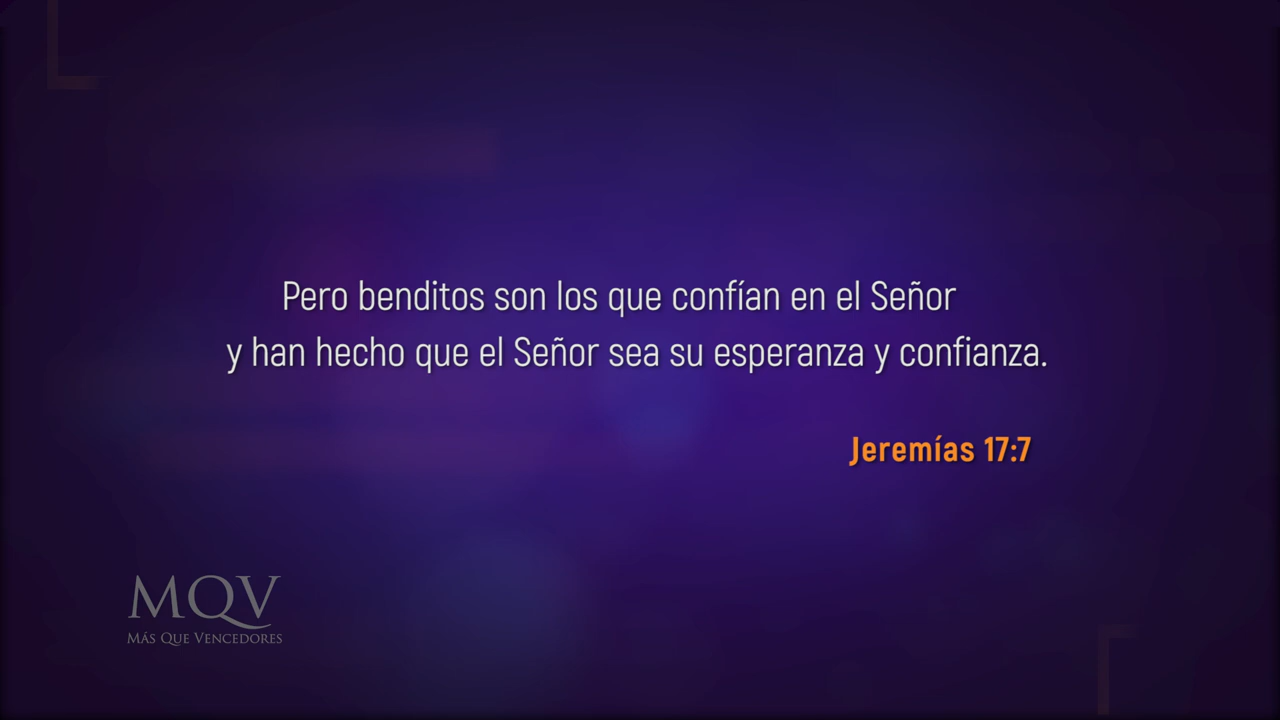 Pero benditos son los que confían en el Señor
y han hecho que el Señor sea su esperanza y confianza.
Jeremías 17:7
MQV
MÁS QUE VENCEDORES